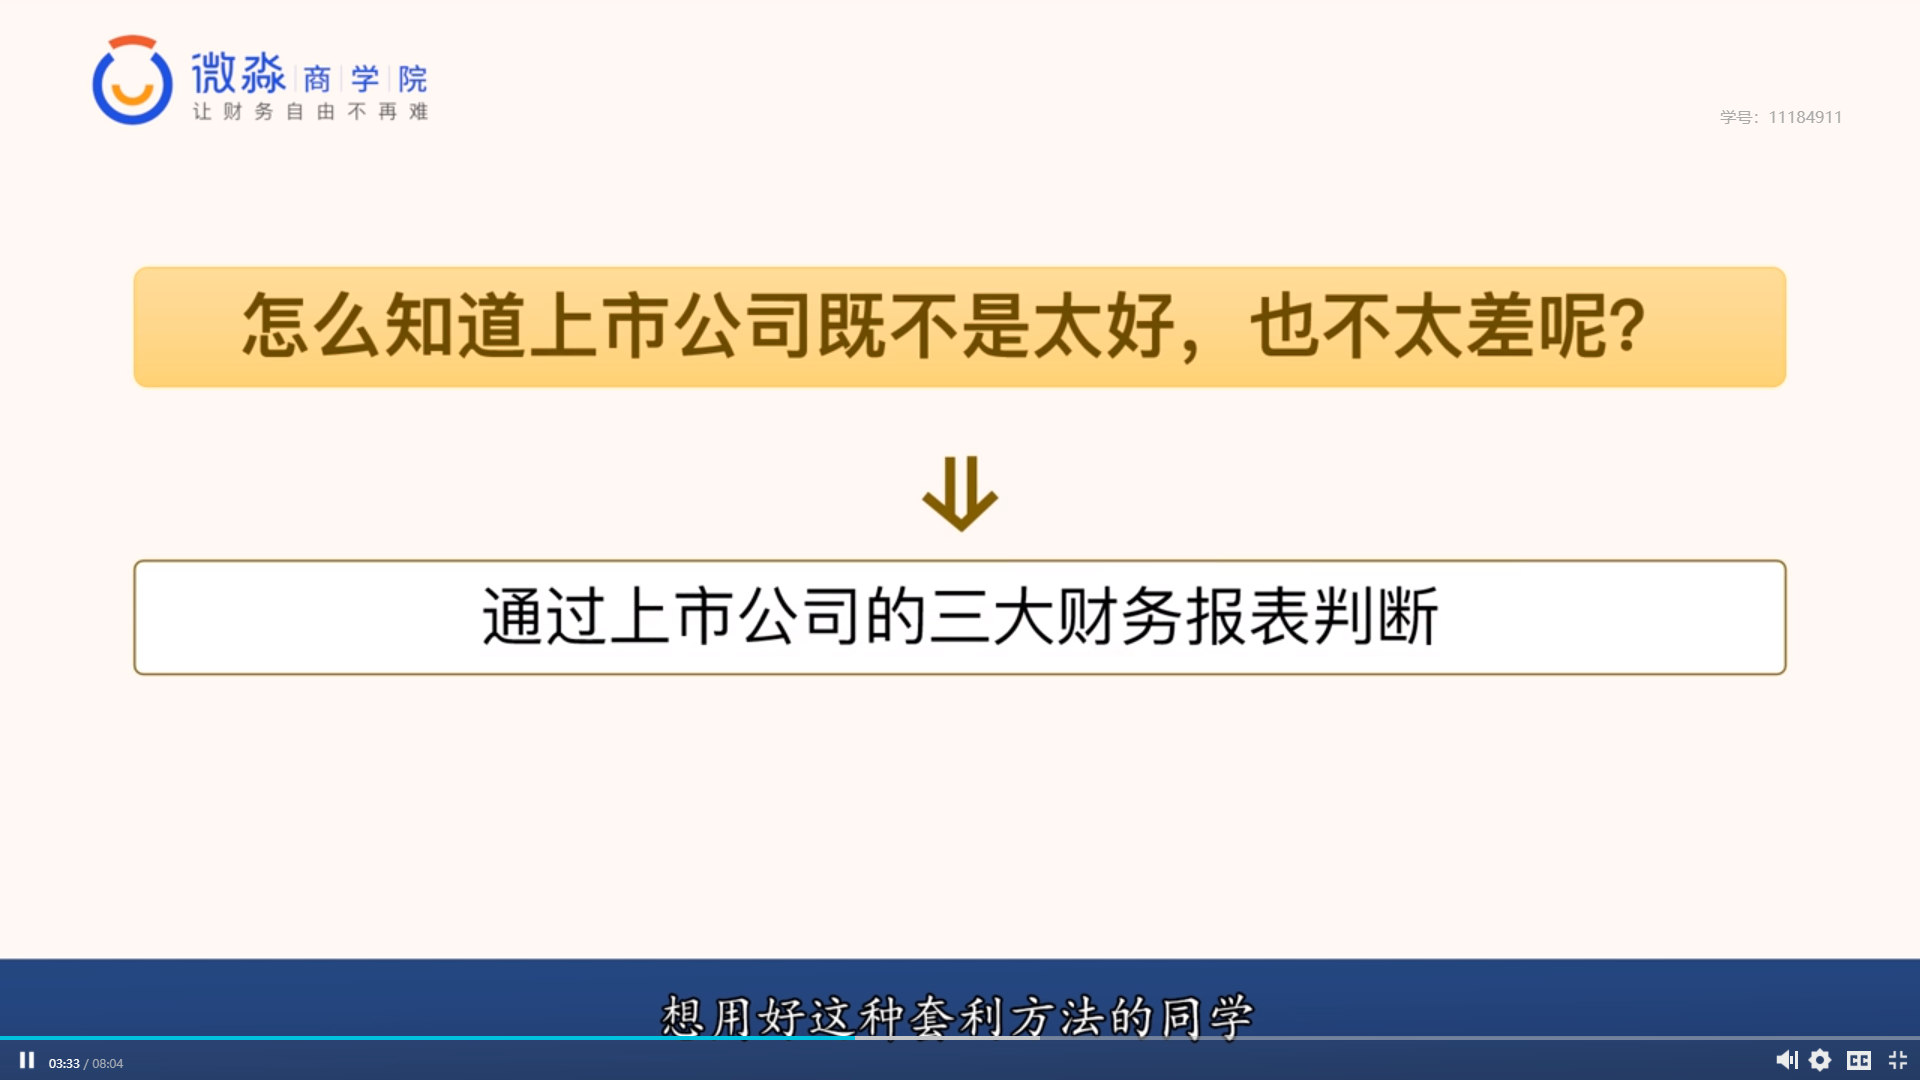 微淼商学院
让财务自由不再难
学号：11184911
怎么知道上市公司既不是太好，也不太差呢?
通过上市公司的三大财务报表判断
想用好这种套利方法的同学
03:33 / 08:04
CC